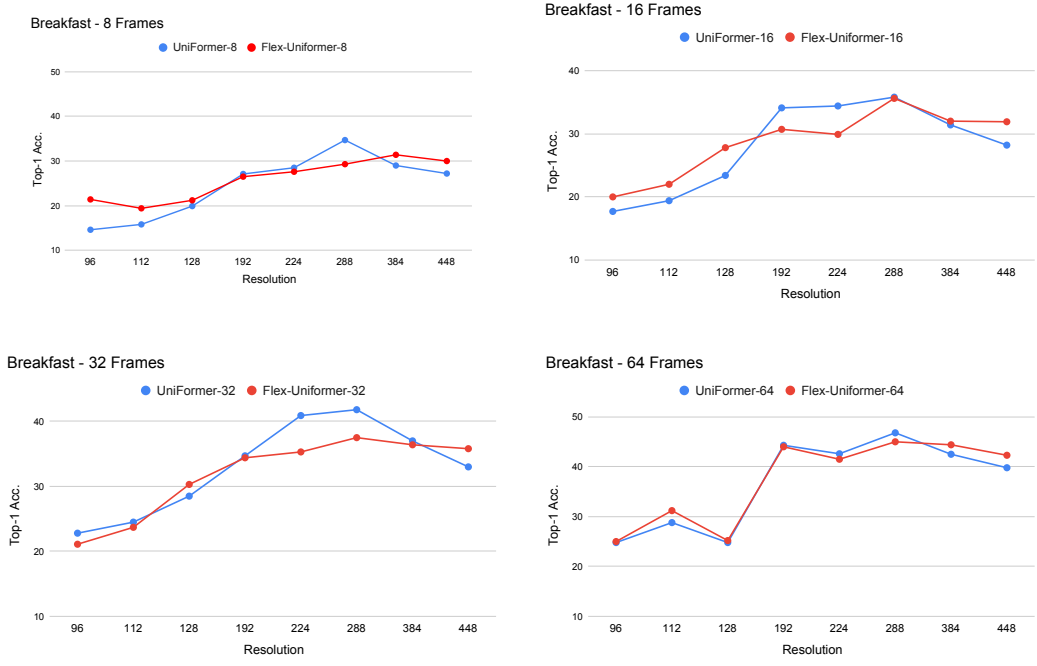 Breakfast - 8 Frames
UniFormer-8 Flex-Uniformer-8
Top-1 Acc.
50
40
30
20
10
96 112 128 192 224 288 384 448
Resolution
Breakfast - 16 Frames
UniFormer-16 Flex-Uniformer-16
Top-1 Acc.
40
30
20
10
96 112 128 192 224 288 384 448
Resolution
Breakfast - 32 Frames
UniFormer-32 Flex-Uniformer-32
Top-1 Acc.
40
30
20
10
96 112 128 192 224 288 384 448
Resolution
Breakfast - 64 Frames
UniFormer-64 Flex-Uniformer-64
Top-1 Acc.
50
40
30
20
10
96 112 128 192 224 288 384 448
Resolution